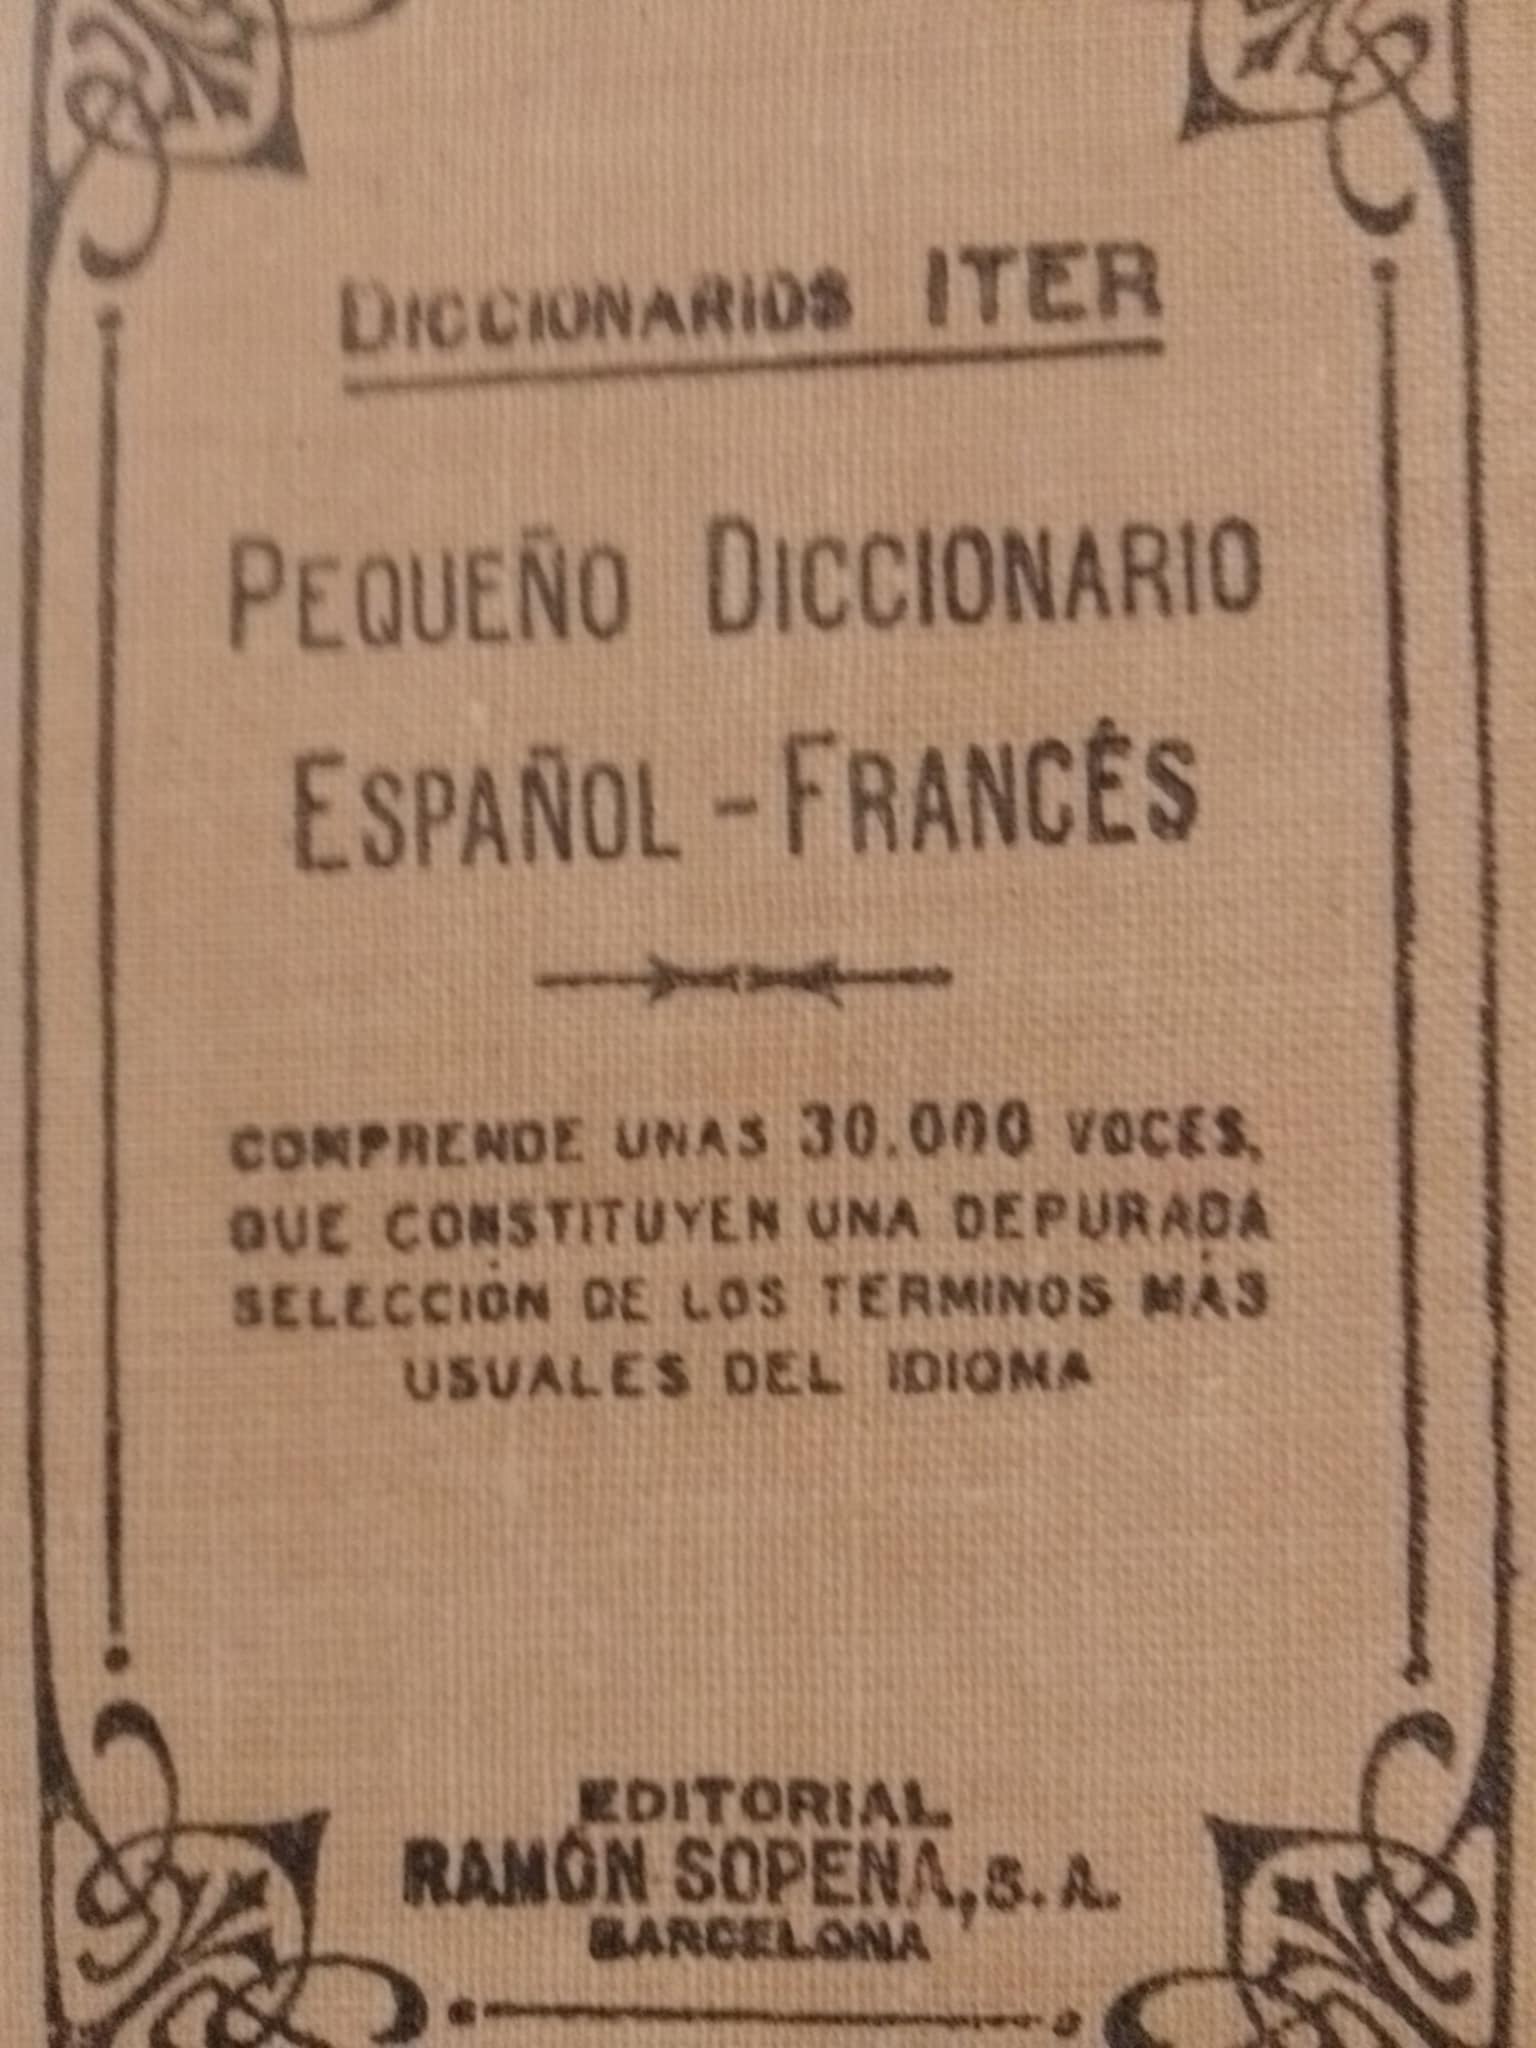 DICCIONARIOS ITER
PEQUEÑO DICCIONARIO
ESPAÑOL - FRANCÉS
COMPRENDE UNAS 30.000 VOCES,
QUE CONSTITUYEN UNA DEPURADA
SELECCIÓN DE LOS TERMINOS MÁS
USUALES DEL IDIOMA
EDITORIAL
RAMÓN SOPENA, S. A.
BARCELONA